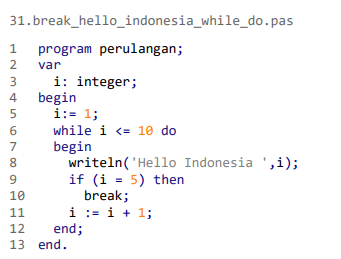 31.break_hello_indonesia_while_do.pas
1 program perulangan;
2 var
3   i: integer;
4 begin
5   i:= 1;
6   while i <= 10 do
7   begin
8     writeln('Hello Indonesia ',i);
9     if (i = 5) then
10       break;
11     i := i + 1;
12   end;
13 end.